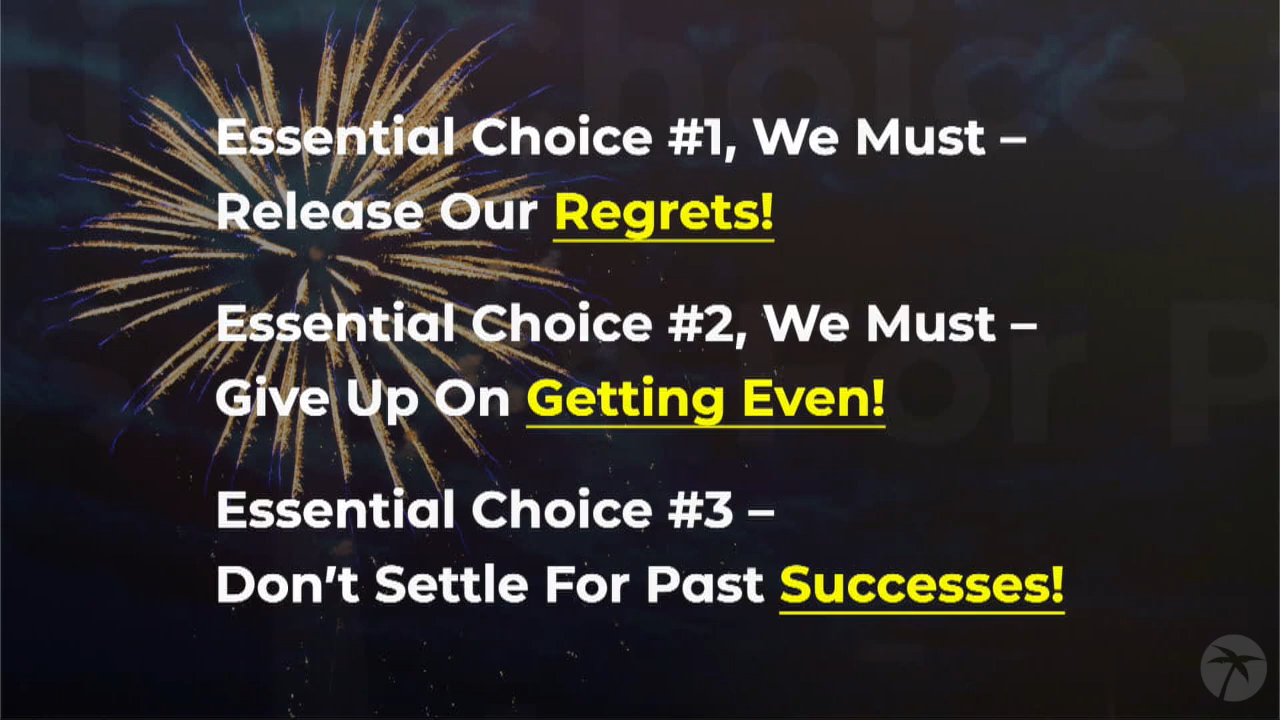 Essential Choice #1, We Must –
Release Our Regrets!
Essential Choice #2, We Must –
Give Up On Getting Even!
Essential Choice #3 –
Don't Settle For Past Successes!